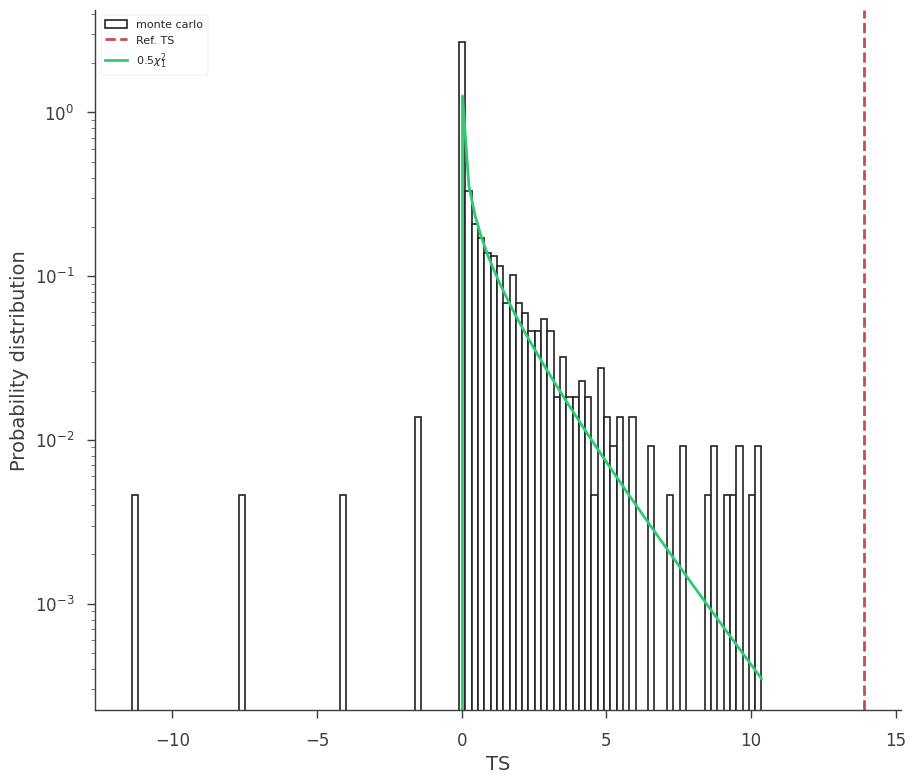 monte carlo
Ref. TS
0.5χ₁²
Probability distribution
10⁰
10⁻¹
10⁻²
10⁻³
−10 −5 0 5 10 15
TS